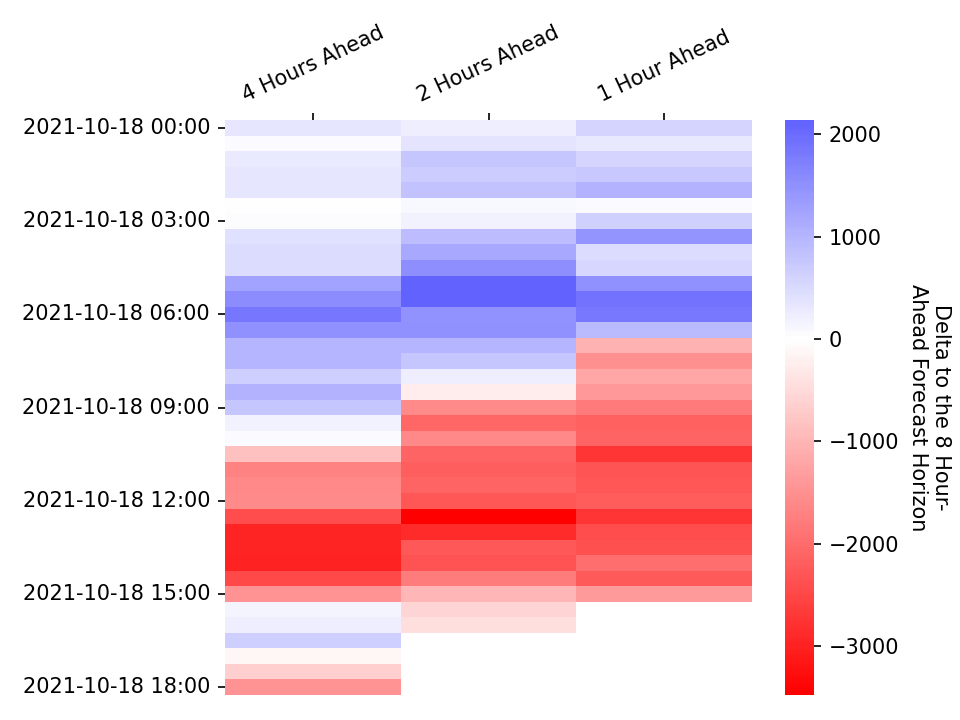 4 Hours Ahead
2 Hours Ahead
1 Hour Ahead
2021-10-18 00:00
2021-10-18 03:00
2021-10-18 06:00
2021-10-18 09:00
2021-10-18 12:00
2021-10-18 15:00
2021-10-18 18:00
2000
1000
0
−1000
−2000
−3000
Delta to the 8 Hour-
Ahead Forecast Horizon